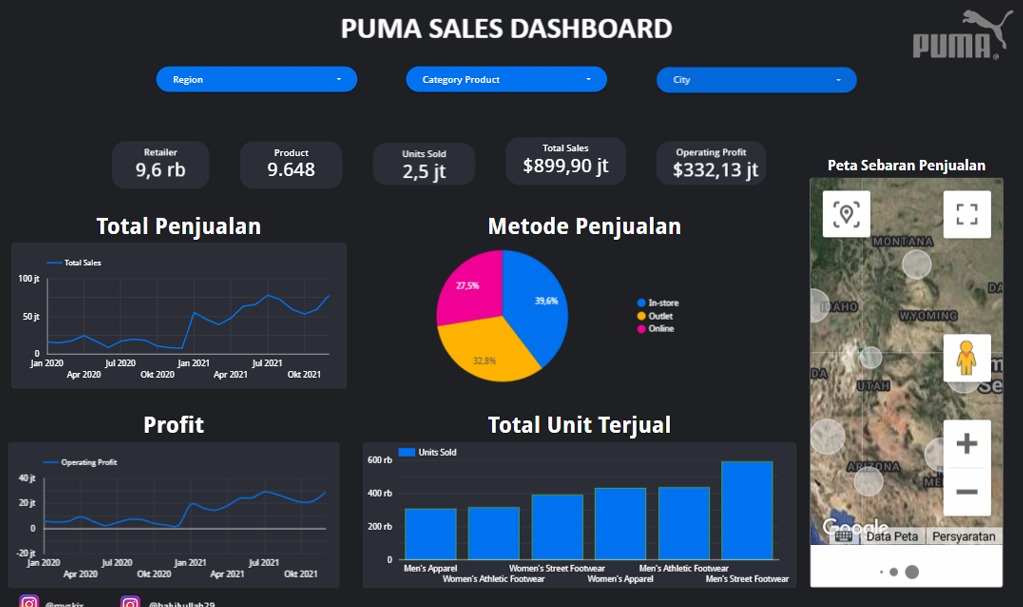 PUMA SALES DASHBOARD
PUMA
Region
Category Product
City
Retailer
9,6 rb
Product
9.648
Units Sold
2,5 jt
Total Sales
$899,90 jt
Operating Profit
$332,13 jt
Total Penjualan
Total Sales
100 jt
50 jt
0
Jan 2020
Apr 2020
Jul 2020
Okt 2020
Jan 2021
Apr 2021
Jul 2021
Okt 2021
Metode Penjualan
39,6%
32,8%
27,5%
In-store
Outlet
Online
Peta Sebaran Penjualan
MONTANA
IDAHO
WYOMING
UTAH
ARIZONA
Google
Data Peta
Persyaratan
Profit
Operating Profit
40 jt
20 jt
0
-20 jt
Jan 2020
Apr 2020
Jul 2020
Okt 2020
Jan 2021
Apr 2021
Jul 2021
Okt 2021
Total Unit Terjual
Units Sold
600 rb
400 rb
200 rb
0
Men's Apparel
Women's Athletic Footwear
Women's Street Footwear
Women's Apparel
Men's Athletic Footwear
Men's Street Footwear